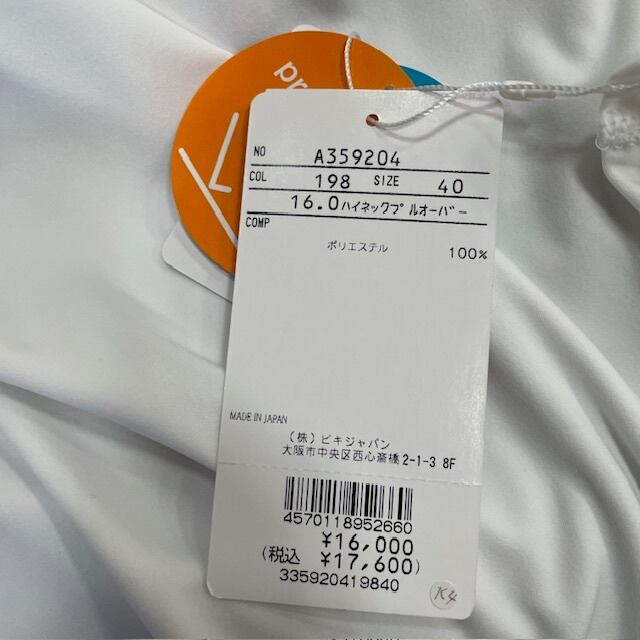 pr
NO A359204
COL 198 SIZE 40
16.0ハイネックプルオーバー
COMP
ポリエステル 100%
MADE IN JAPAN
(株)ピキジャパン
大阪市中央区西心斎橋2-1-3 8F
4570118952660
¥16,000
(税込 ¥17,600)
335920419840
K4